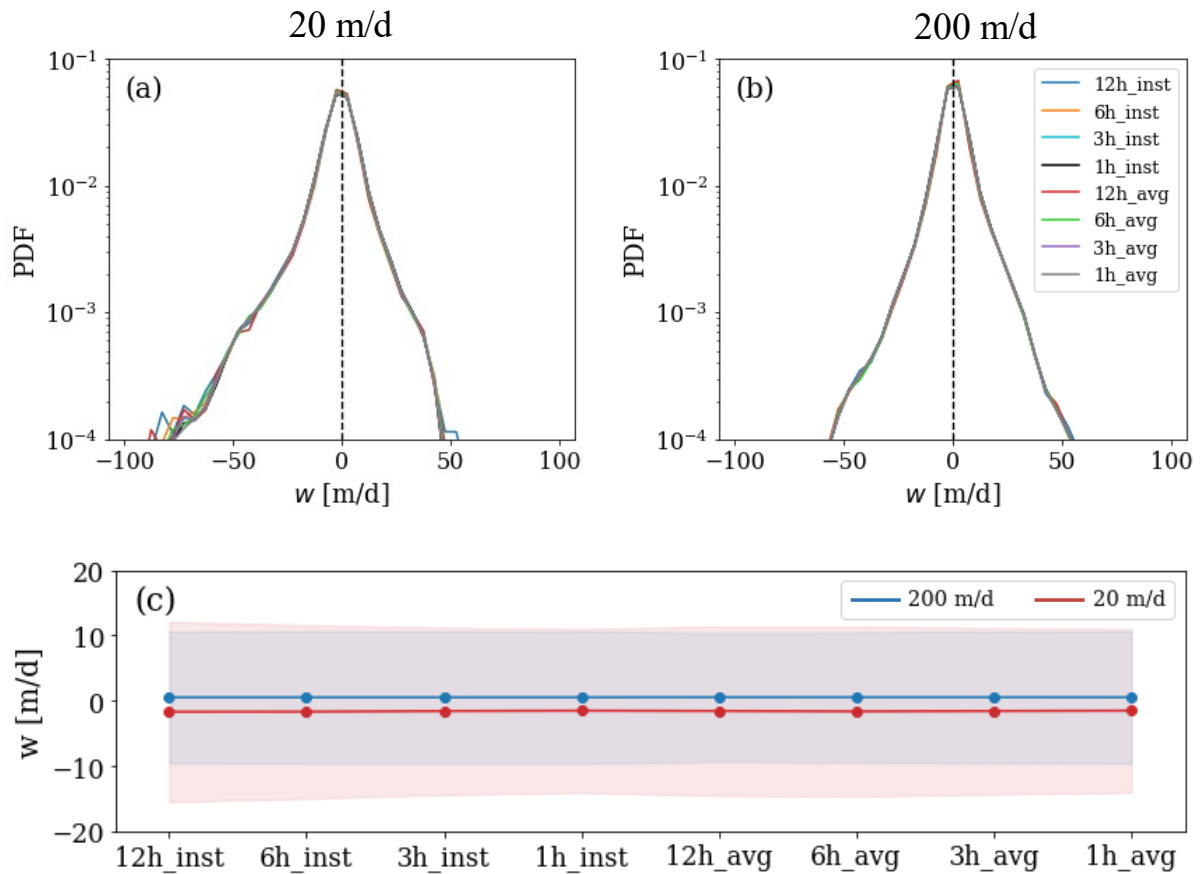 20 m/d
200 m/d
(a)
10⁻¹
10⁻²
10⁻³
10⁻⁴
PDF
−100 −50 0 50 100
w [m/d]
(b)
10⁻¹
10⁻²
10⁻³
10⁻⁴
PDF
12h_inst
6h_inst
3h_inst
1h_inst
12h_avg
6h_avg
3h_avg
1h_avg
−100 −50 0 50 100
w [m/d]
(c)
200 m/d 20 m/d
20
10
0
−10
−20
w [m/d]
12h_inst 6h_inst 3h_inst 1h_inst 12h_avg 6h_avg 3h_avg 1h_avg